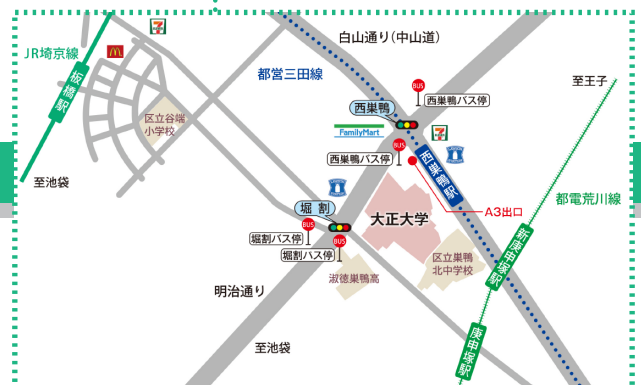 白山通り(中山道)
JR埼京線
都営三田線
板橋駅
至王子
西巣鴨
BUS
西巣鴨バス停
区立谷端
小学校
FamilyMart
BUS
西巣鴨バス停
西巣鴨駅
至池袋
都電荒川線
A3出口
堀割
大正大学
BUS
堀割バス停
BUS
堀割バス停
新庚申塚駅
区立巣鴨
北中学校
淑徳巣鴨高
明治通り
至池袋
庚申塚駅